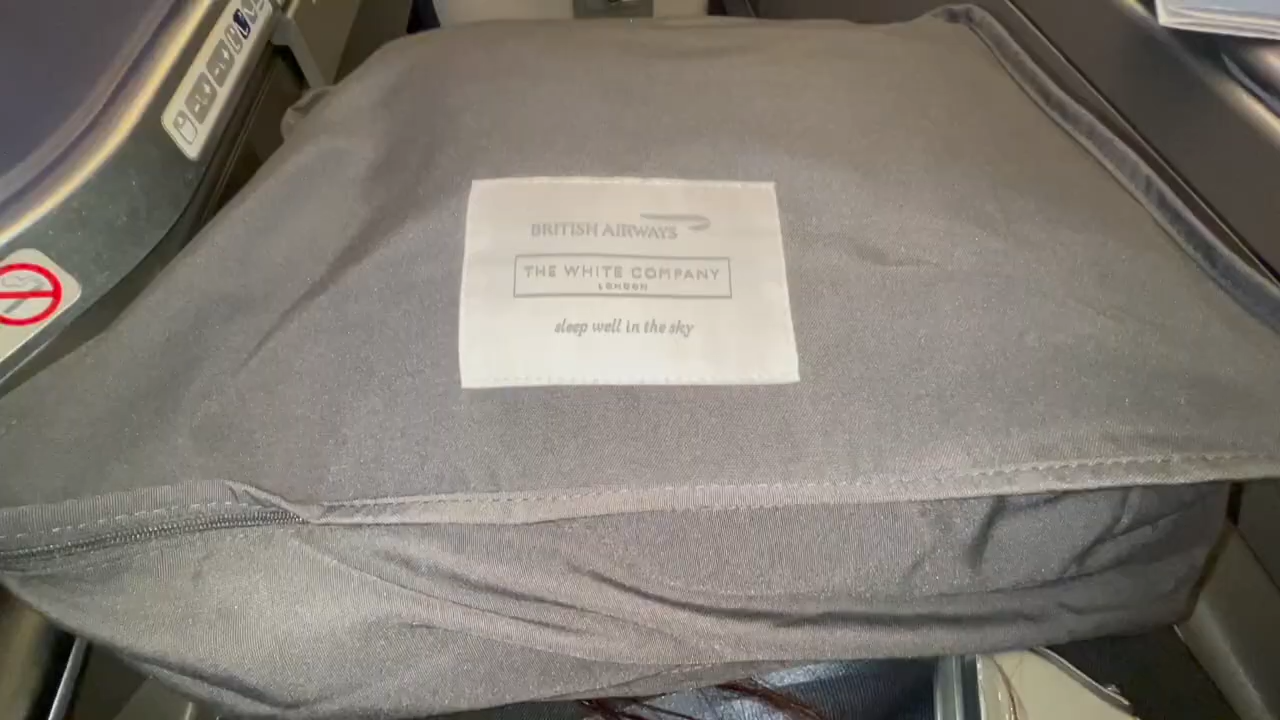 BRITISH AIRWAYS
THE WHITE COMPANY
LONDON
sleep well in the sky